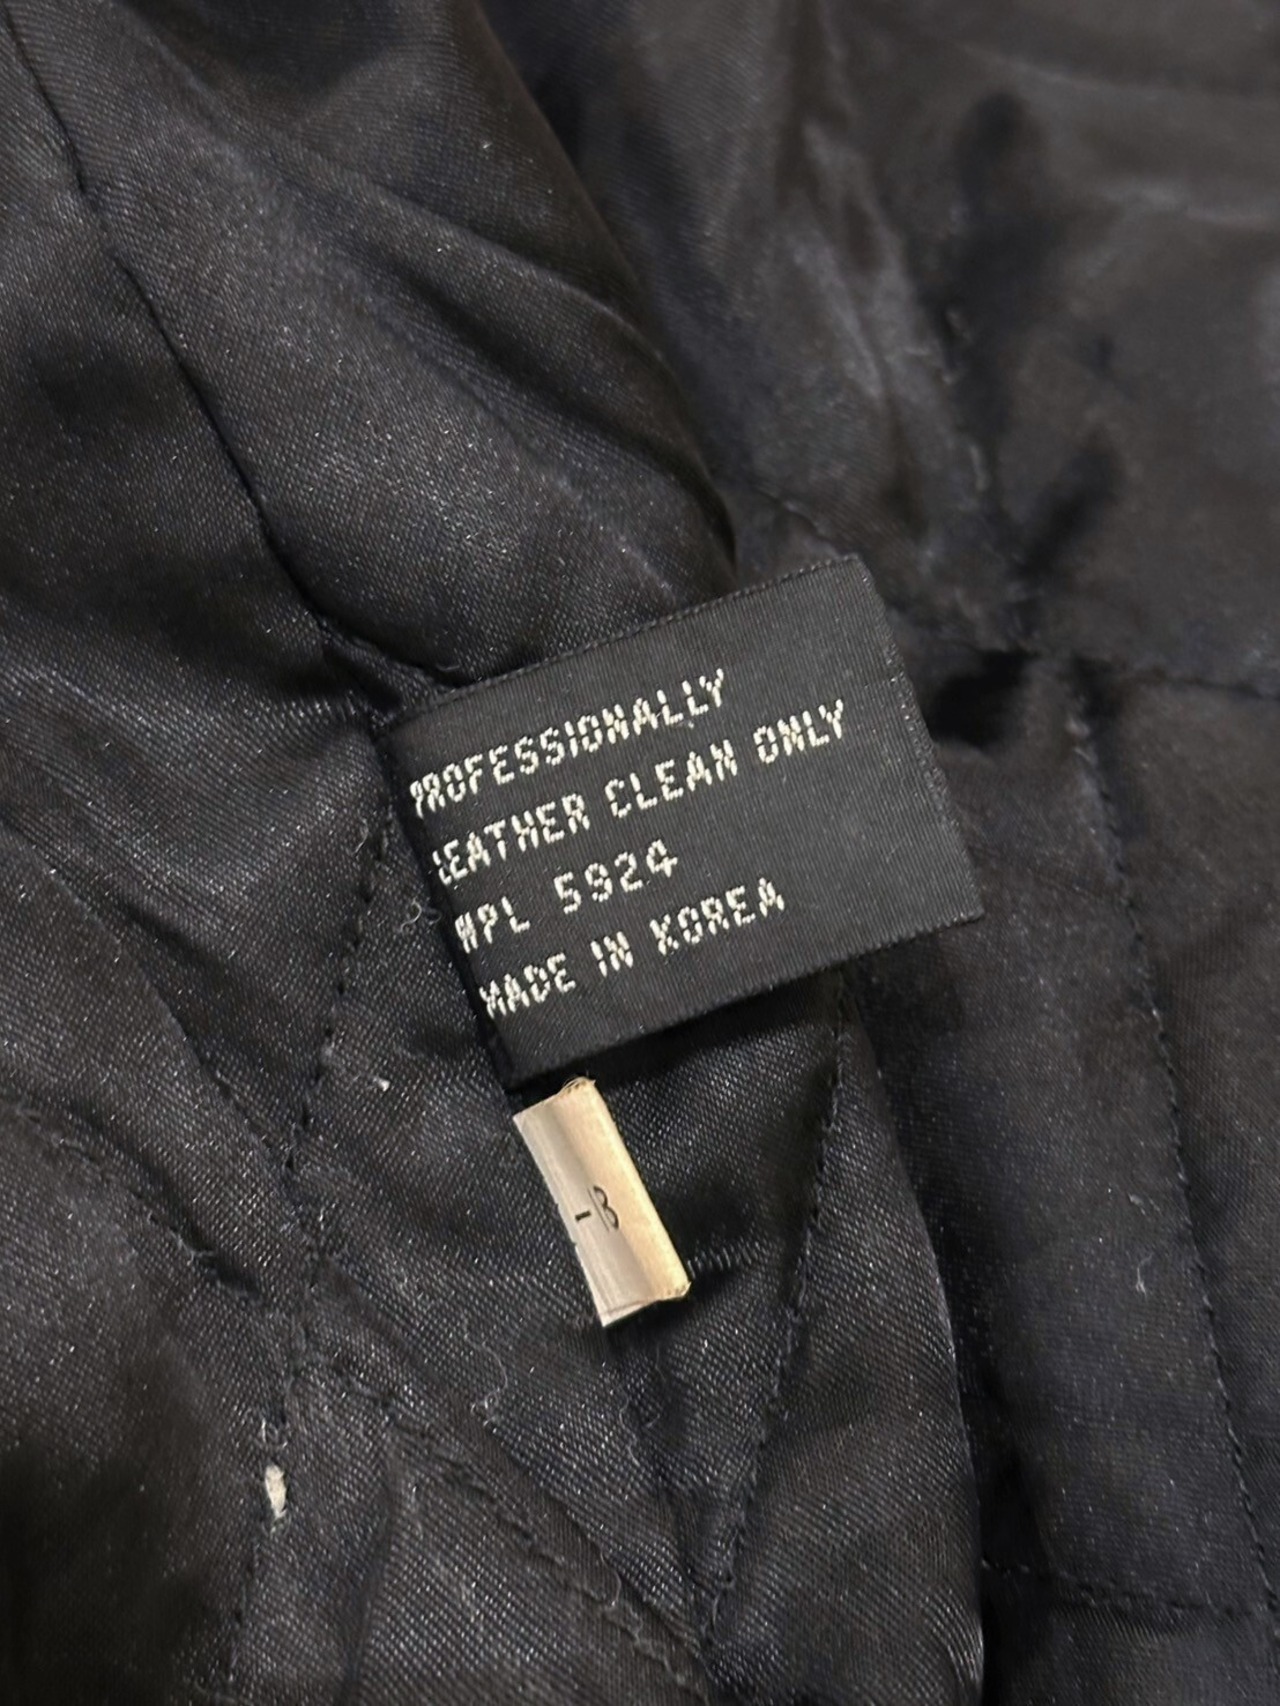 PROFESSIONALLY
LEATHER CLEAN ONLY
WPL 5924
MADE IN KOREA
-B